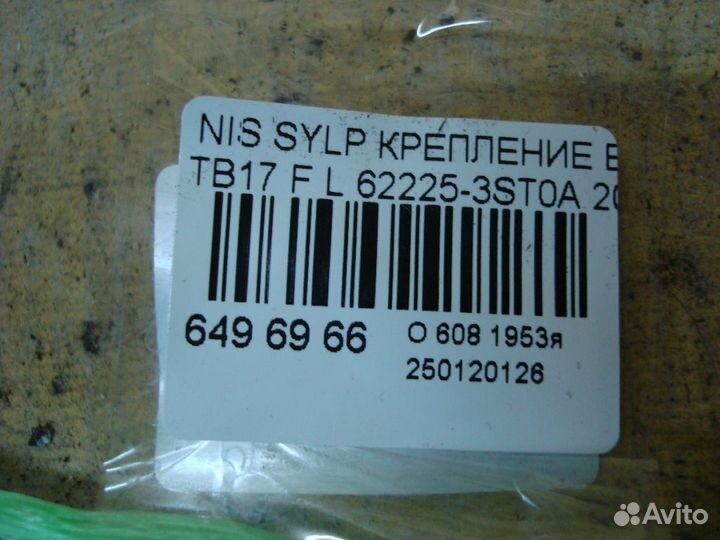 NIS SYLP КРЕПЛЕНИЕ
TB17 F L 62225-3ST0A
649 69 66
О 608 1953я
250120126
Avito